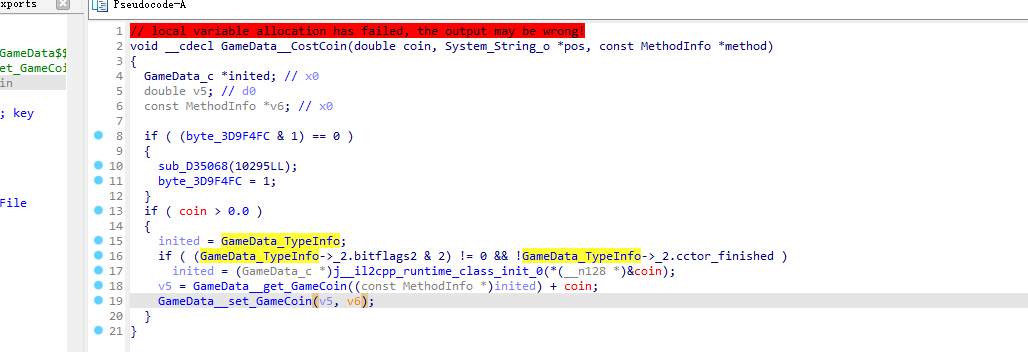 xports
Pseudocode-A
GameData$$
et_GameCoi
in
; key
File
1 // local variable allocation has failed, the output may be wrong!
2 void __cdecl GameData__CostCoin(double coin, System_String_o *pos, const MethodInfo *method)
3 {
4 GameData_c *inited; // x0
5 double v5; // d0
6 const MethodInfo *v6; // x0
7
8 if ( (byte_3D9F4FC & 1) == 0 )
9 {
10 sub_D35068(10295LL);
11 byte_3D9F4FC = 1;
12 }
13 if ( coin > 0.0 )
14 {
15 inited = GameData_TypeInfo;
16 if ( (GameData_TypeInfo->_2.bitflags2 & 2) != 0 && !GameData_TypeInfo->_2.cctor_finished )
17 inited = (GameData_c *)j__il2cpp_runtime_class_init_0(*(__n128 *)&coin);
18 v5 = GameData__get_GameCoin((const MethodInfo *)inited) + coin;
19 GameData__set_GameCoin(v5, v6);
20 }
21 }